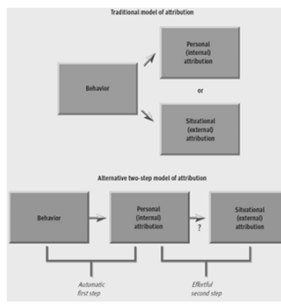 Traditional model of attribution
Personal
(internal)
attribution
Behavior
or
Situational
(external)
attribution
Alternative two-step model of attribution
Behavior
Personal
(internal)
attribution
?
Situational
(external)
attribution
Automatic
first step
Effortful
second step